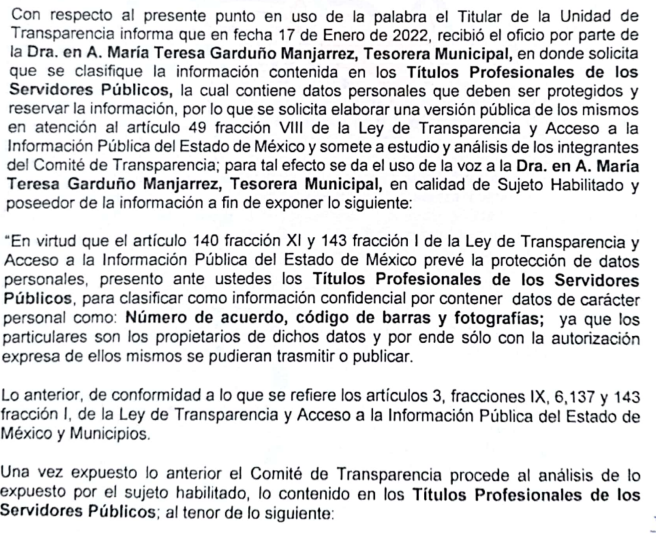 Con respecto al presente punto en uso de la palabra el Titular de la Unidad de
Transparencia informa que en fecha 17 de Enero de 2022, recibió el oficio por parte de
la Dra. en A. María Teresa Garduño Manjarrez, Tesorera Municipal, en donde solicita
que se clasifique la información contenida en los Títulos Profesionales de los
Servidores Públicos, la cual contiene datos personales que deben ser protegidos y
reservar la información, por lo que se solicita elaborar una versión pública de los mismos
en atención al artículo 49 fracción VIII de la Ley de Transparencia y Acceso a la
Información Pública del Estado de México y somete a estudio y análisis de los integrantes
del Comité de Transparencia; para tal efecto se da el uso de la voz a la Dra. en A. María
Teresa Garduño Manjarrez, Tesorera Municipal, en calidad de Sujeto Habilitado y
poseedor de la información a fin de exponer lo siguiente:
"En virtud que el artículo 140 fracción XI y 143 fracción I de la Ley de Transparencia y
Acceso a la Información Pública del Estado de México prevé la protección de datos
personales, presento ante ustedes los Títulos Profesionales de los Servidores
Públicos, para clasificar como información confidencial por contener datos de carácter
personal como: Número de acuerdo, código de barras y fotografías; ya que los
particulares son los propietarios de dichos datos y por ende sólo con la autorización
expresa de ellos mismos se pudieran trasmitir o publicar.
Lo anterior, de conformidad a lo que se refiere los artículos 3, fracciones IX, 6,137 y 143
fracción I, de la Ley de Transparencia y Acceso a la Información Pública del Estado de
México y Municipios.
Una vez expuesto lo anterior el Comité de Transparencia procede al análisis de lo
expuesto por el sujeto habilitado, lo contenido en los Títulos Profesionales de los
Servidores Públicos; al tenor de lo siguiente: